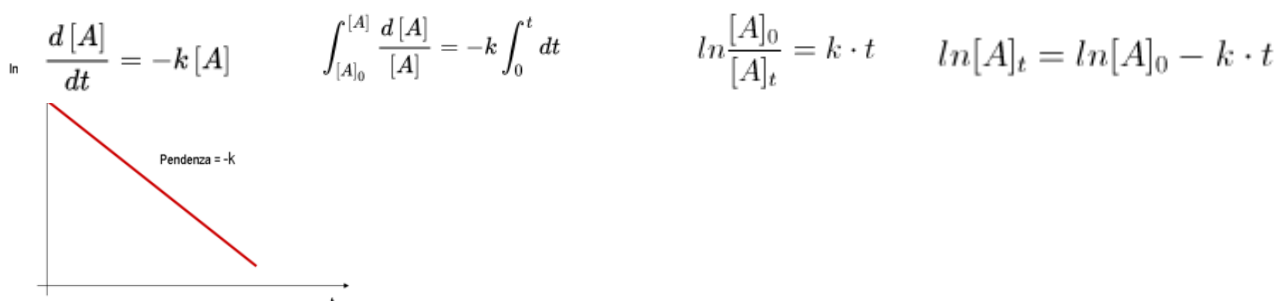 ln
d[A]/dt = −k[A]
∫_{[A]_0}^{[A]} d[A]/[A] = −k ∫_0^t dt
ln [A]_0/[A]_t = k · t
ln[A]_t = ln[A]_0 − k · t
Pendenza = -k